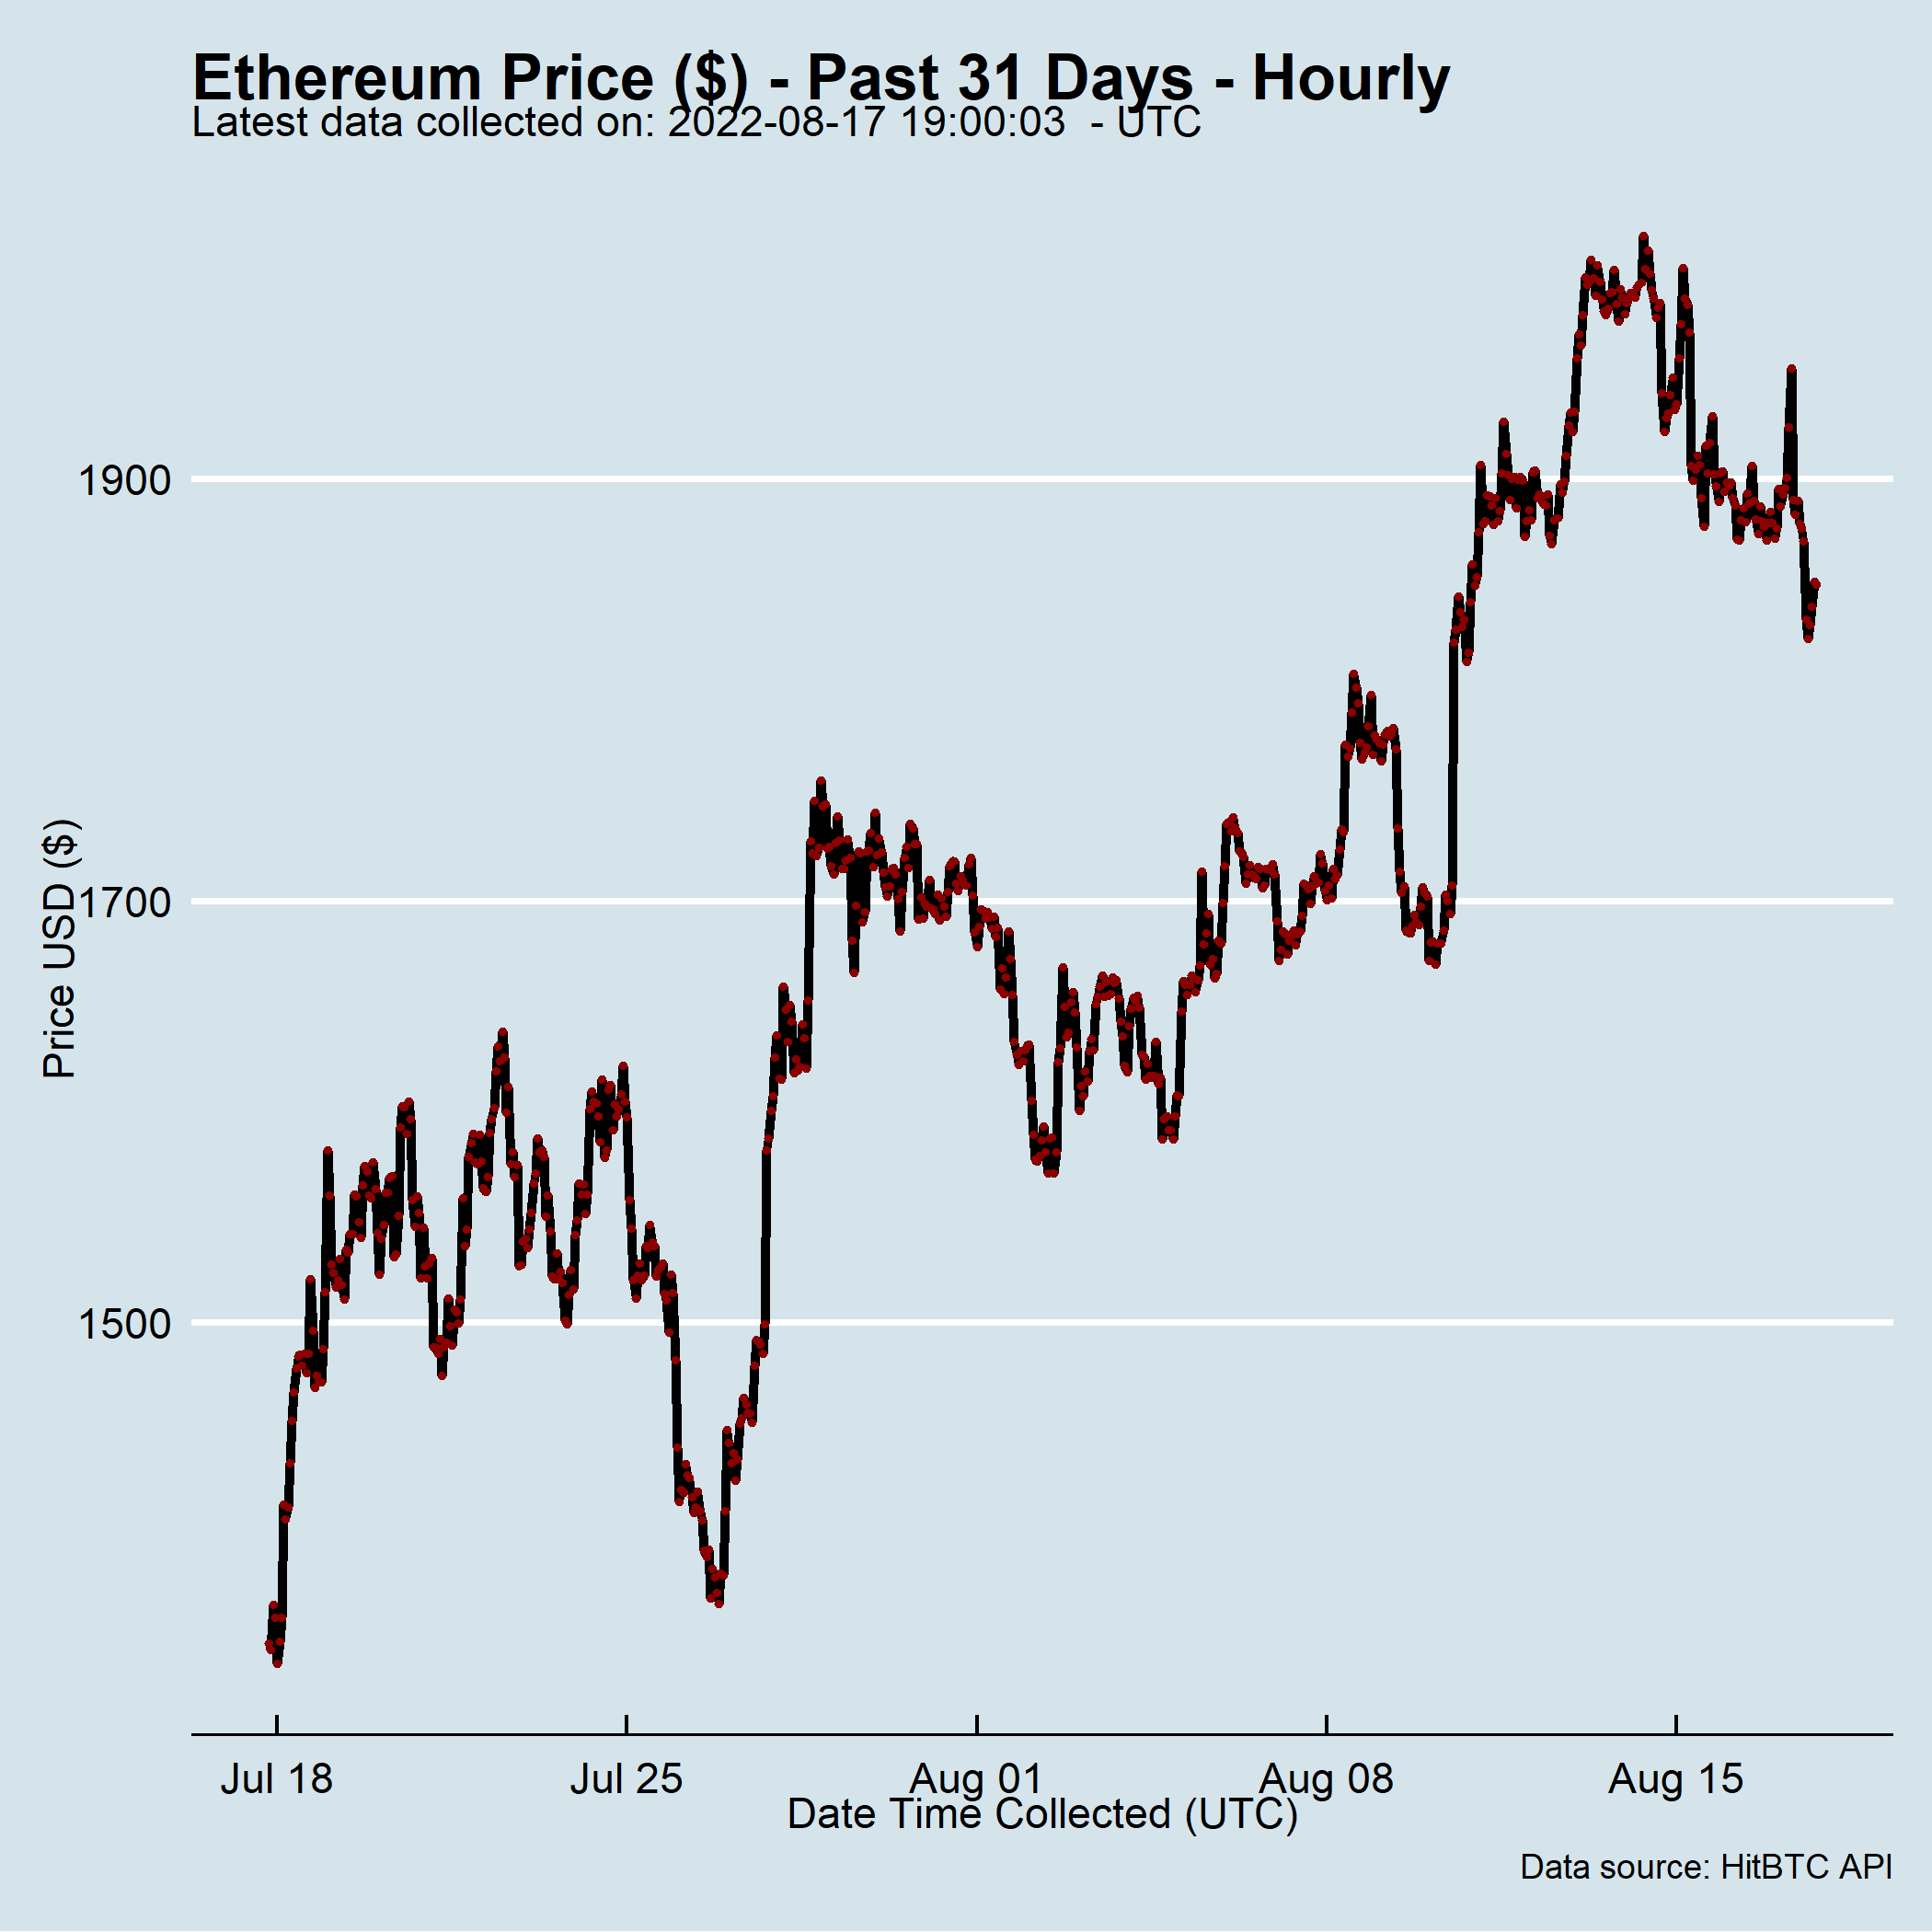 Ethereum Price ($) - Past 31 Days - Hourly
Latest data collected on: 2022-08-17 19:00:03  - UTC
1900
1700
1500
Price USD ($)
Jul 18 Jul 25 Aug 01 Aug 08 Aug 15
Date Time Collected (UTC)
Data source: HitBTC API